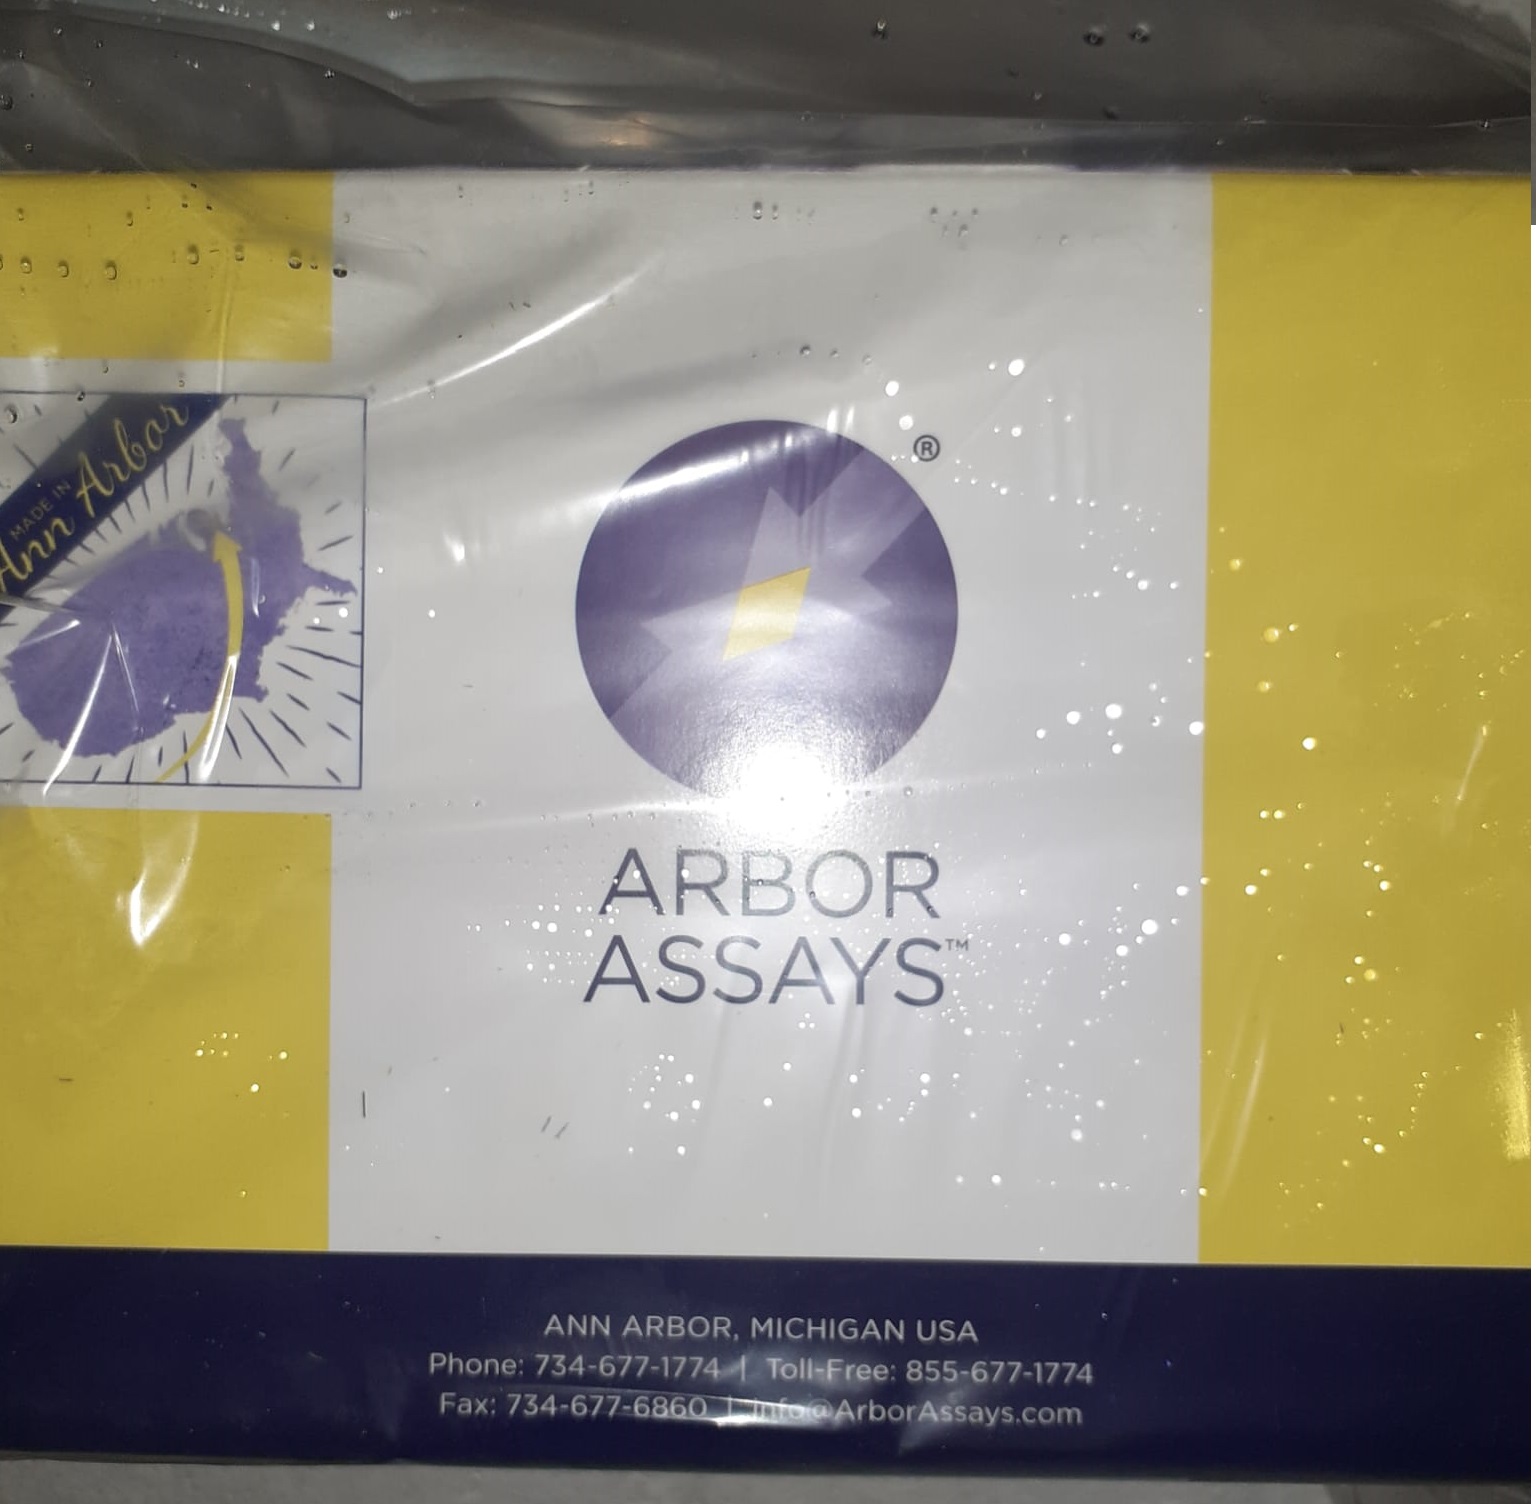 MADE IN
Ann Arbor
®
ARBOR
ASSAYS™
ANN ARBOR, MICHIGAN USA
Phone: 734-677-1774 | Toll-Free: 855-677-1774
Fax: 734-677-6860 | info@ArborAssays.com